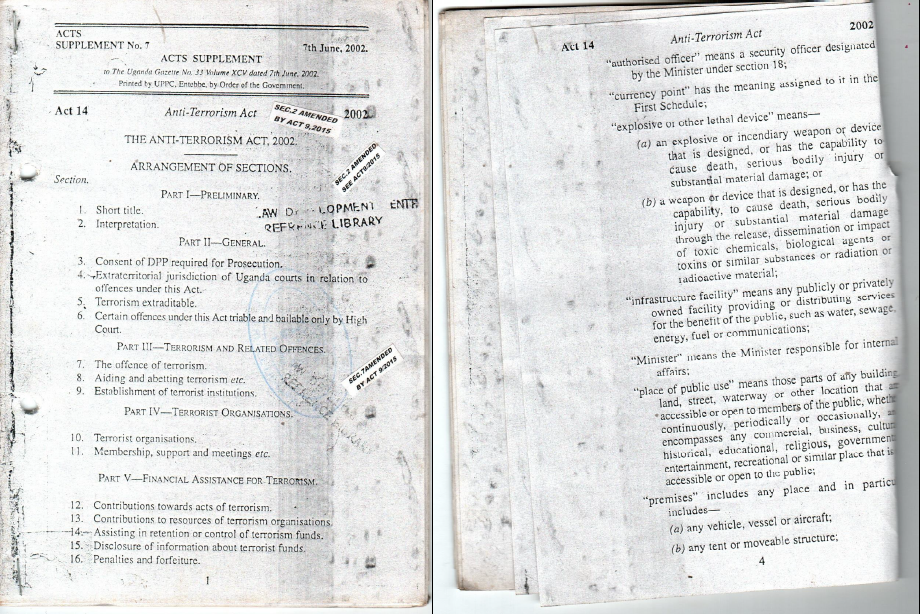 ACTS
SUPPLEMENT No. 7
7th June, 2002.
ACTS SUPPLEMENT
to The Uganda Gazette No. 33 Volume XCV dated 7th June, 2002.
Printed by UPPC, Entebbe, by Order of the Government.
Act 14 Anti-Terrorism Act 2002
SEC.2 AMENDED
BY ACT 9,2015
THE ANTI-TERRORISM ACT, 2002.
ARRANGEMENT OF SECTIONS.
SEC.2 AMENDED
SEE ACT9/2015
Section.
PART I—PRELIMINARY.
1. Short title.
2. Interpretation.
REFERENCE LIBRARY
PART II—GENERAL.
3. Consent of DPP required for Prosecution.
4. Extraterritorial jurisdiction of Uganda courts in relation to
offences under this Act.
5. Terrorism extraditable.
6. Certain offences under this Act triable and bailable only by High
Court.
PART III—TERRORISM AND RELATED OFFENCES.
7. The offence of terrorism.
8. Aiding and abetting terrorism etc.
9. Establishment of terrorist institutions.
SEC.7AMENDED
BY ACT 9/2015
PART IV—TERRORIST ORGANISATIONS.
10. Terrorist organisations.
11. Membership, support and meetings etc.
PART V—FINANCIAL ASSISTANCE FOR TERRORISM.
12. Contributions towards acts of terrorism.
13. Contributions to resources of terrorism organisations.
14. Assisting in retention or control of terrorism funds.
15. Disclosure of information about terrorist funds.
16. Penalties and forfeiture.
1
Act 14 Anti-Terrorism Act 2002
"authorised officer" means a security officer designated
by the Minister under section 18;
"currency point" has the meaning assigned to it in the
First Schedule;
"explosive or other lethal device" means—
(a) an explosive or incendiary weapon or device
that is designed, or has the capability to
cause death, serious bodily injury or
substantial material damage; or
(b) a weapon or device that is designed, or has the
capability, to cause death, serious bodily
injury or substantial material damage
through the release, dissemination or impact
of toxic chemicals, biological agents or
toxins or similar substances or radiation or
radioactive material;
"infrastructure facility" means any publicly or privately
owned facility providing or distributing services
for the benefit of the public, such as water, sewage,
energy, fuel or communications;
"Minister" means the Minister responsible for internal
affairs;
"place of public use" means those parts of any building,
land, street, waterway or other location that
accessible or open to members of the public, wheth
continuously, periodically or occasionally,
encompasses any commercial, business, cultur
historical, educational, religious, government
entertainment, recreational or similar place that is
accessible or open to the public;
"premises" includes any place and in partic
includes—
(a) any vehicle, vessel or aircraft;
(b) any tent or moveable structure;
4